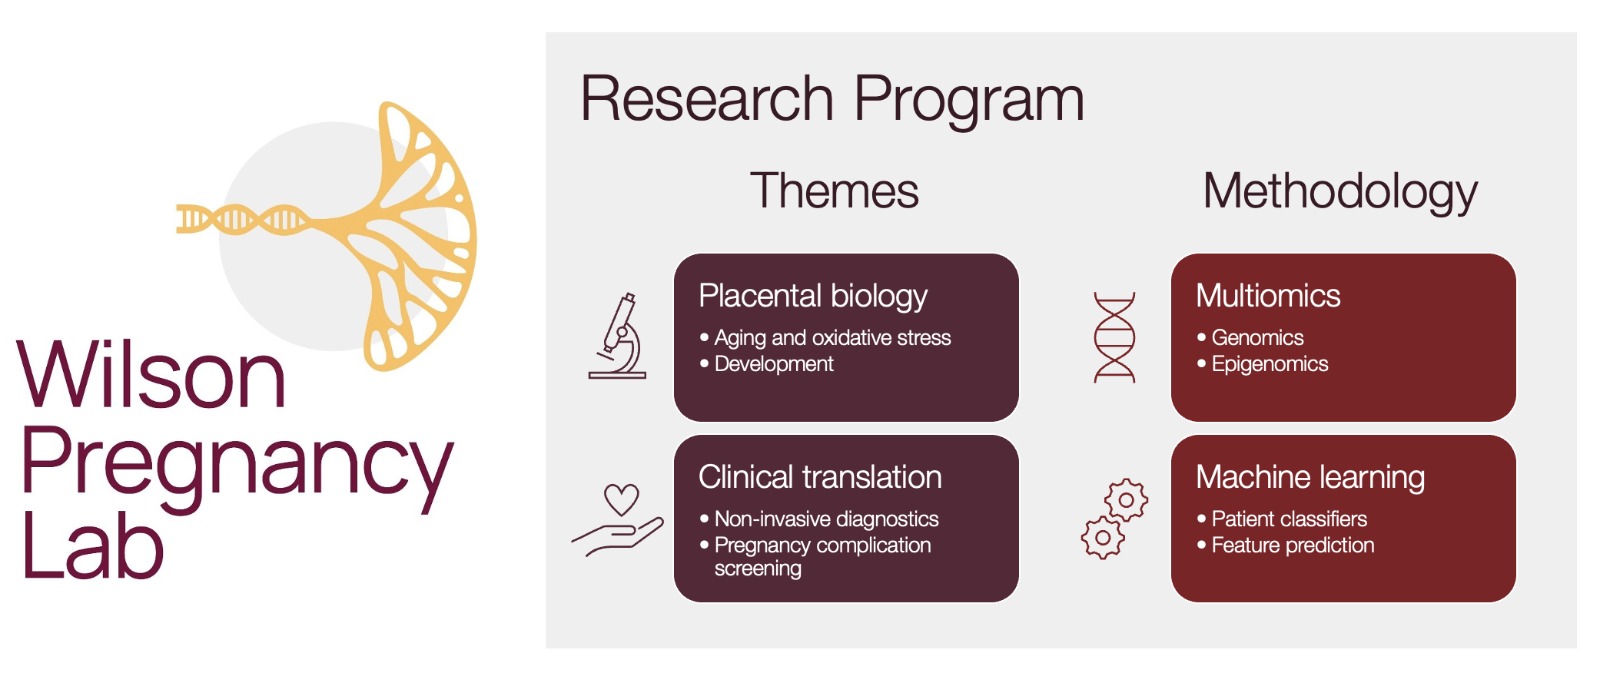 Wilson
Pregnancy
Lab
Research Program
Themes
Methodology
Placental biology
• Aging and oxidative stress
• Development
Multiomics
• Genomics
• Epigenomics
Clinical translation
• Non-invasive diagnostics
• Pregnancy complication
screening
Machine learning
• Patient classifiers
• Feature prediction